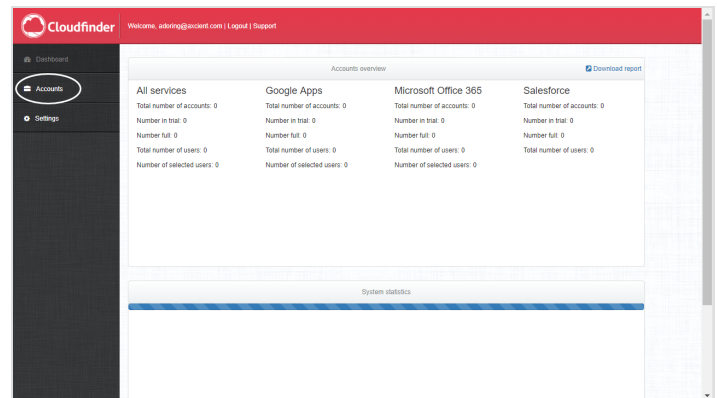 Cloudfinder
Welcome, adoring@axcient.com | Logout | Support
Dashboard
Accounts
Settings
Accounts overview
Download report
All services
Total number of accounts: 0
Number in trial: 0
Number full: 0
Total number of users: 0
Number of selected users: 0
Google Apps
Total number of accounts: 0
Number in trial: 0
Number full: 0
Total number of users: 0
Number of selected users: 0
Microsoft Office 365
Total number of accounts: 0
Number in trial: 0
Number full: 0
Total number of users: 0
Number of selected users: 0
Salesforce
Total number of accounts: 0
Number in trial: 0
Number full: 0
Total number of users: 0
System statistics